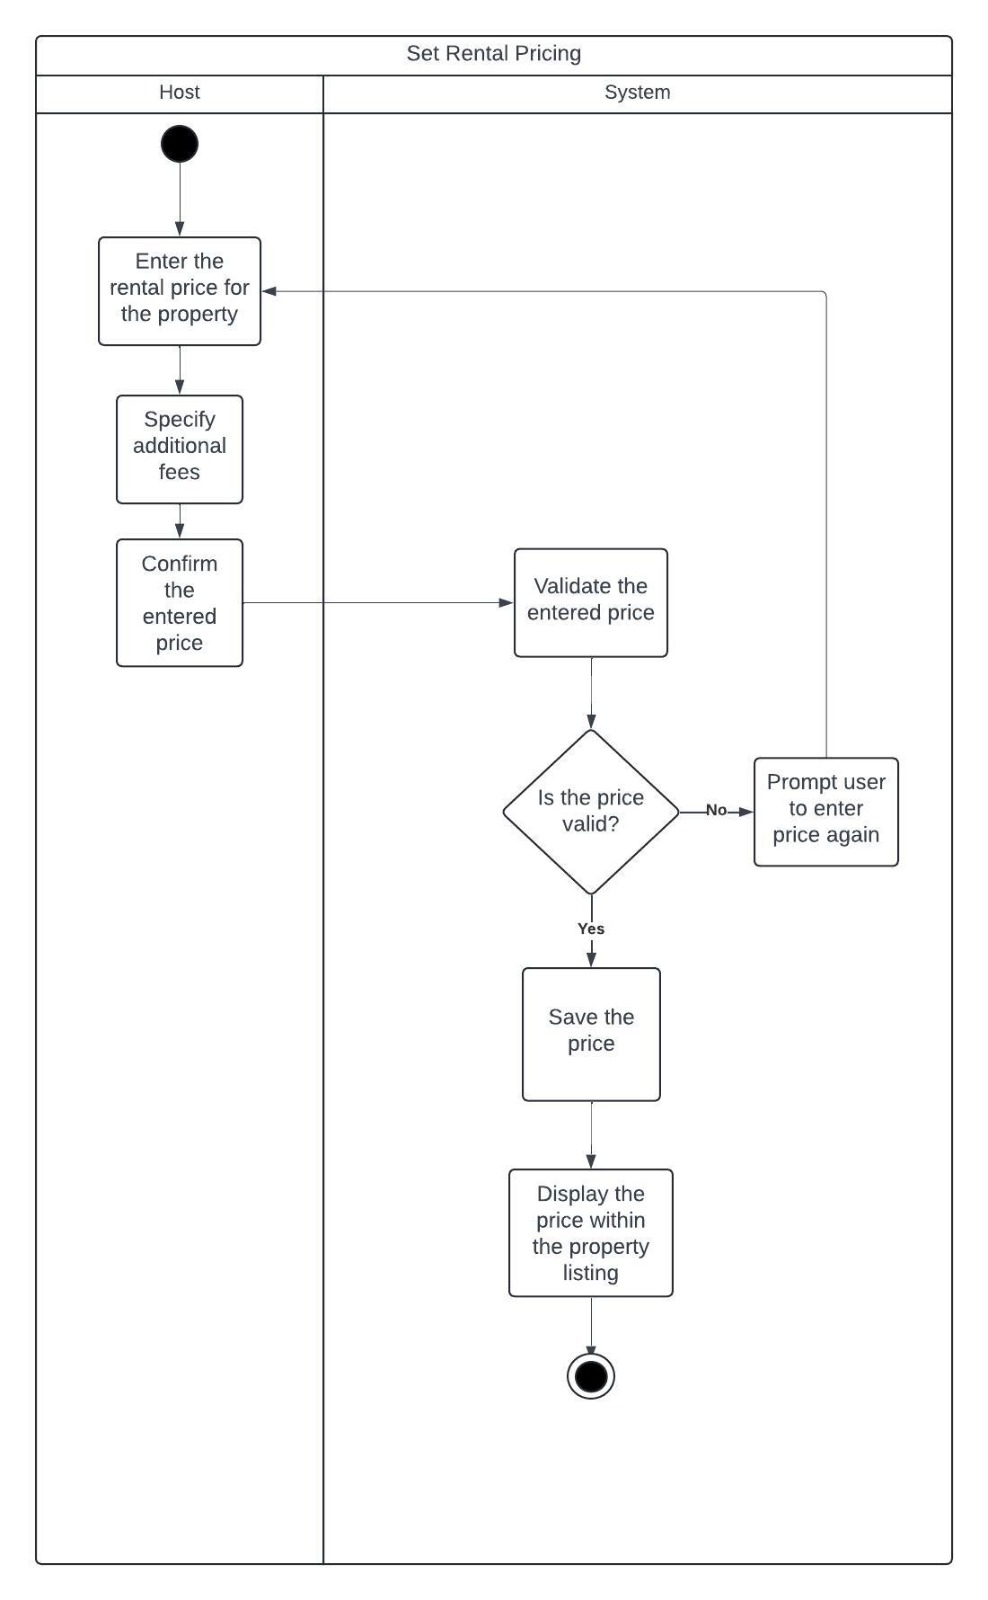 Set Rental Pricing
Host
System
Enter the
rental price for
the property
Specify
additional
fees
Confirm
the
entered
price
Validate the
entered price
Is the price
valid?
No
Prompt user
to enter
price again
Yes
Save the
price
Display the
price within
the property
listing